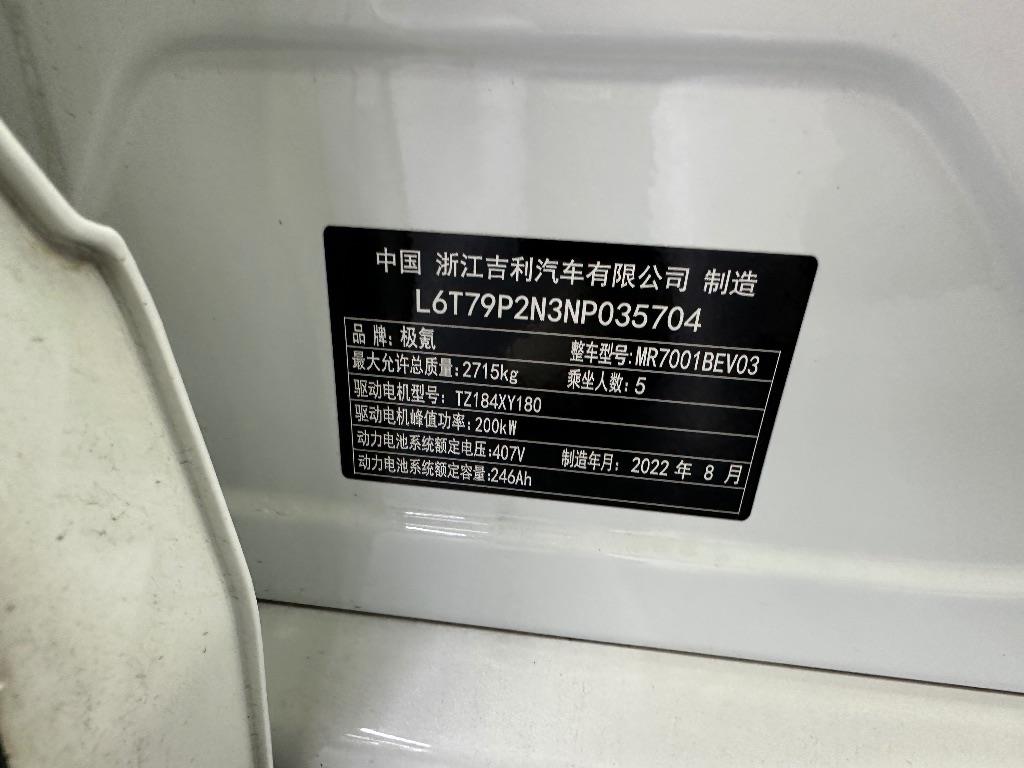 中国 浙江吉利汽车有限公司 制造
L6T79P2N3NP035704
品 牌: 极氪 整车型号: MR7001BEV03
最大允许总质量: 2715kg 乘坐人数: 5
驱动电机型号: TZ184XY180
驱动电机峰值功率: 200kW
动力电池系统额定电压: 407V 制造年月: 2022 年 8 月
动力电池系统额定容量: 246Ah